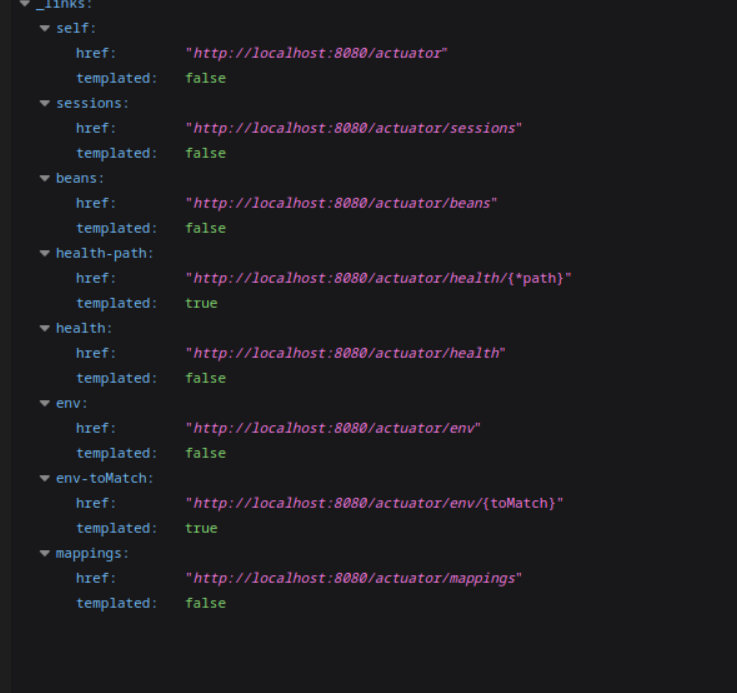 _links:
self:
href: "http://localhost:8080/actuator"
templated: false
sessions:
href: "http://localhost:8080/actuator/sessions"
templated: false
beans:
href: "http://localhost:8080/actuator/beans"
templated: false
health-path:
href: "http://localhost:8080/actuator/health/{*path}"
templated: true
health:
href: "http://localhost:8080/actuator/health"
templated: false
env:
href: "http://localhost:8080/actuator/env"
templated: false
env-toMatch:
href: "http://localhost:8080/actuator/env/{toMatch}"
templated: true
mappings:
href: "http://localhost:8080/actuator/mappings"
templated: false